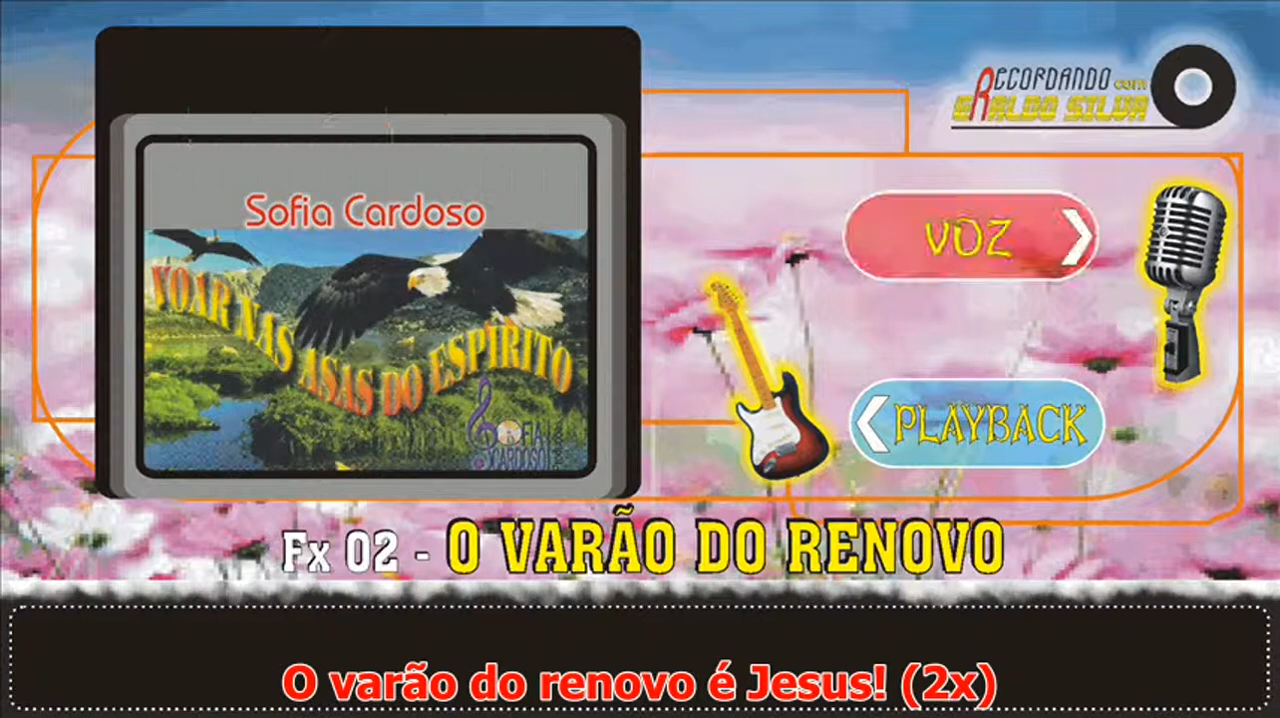 RECORDANDO com
ERALDO SILVA
Sofia Cardoso
VOAR NAS ASAS DO ESPÍRITO
SOFIA
CARDOSO
VOZ
PLAYBACK
Fx 02 - O VARÃO DO RENOVO
O varão do renovo é Jesus! (2x)